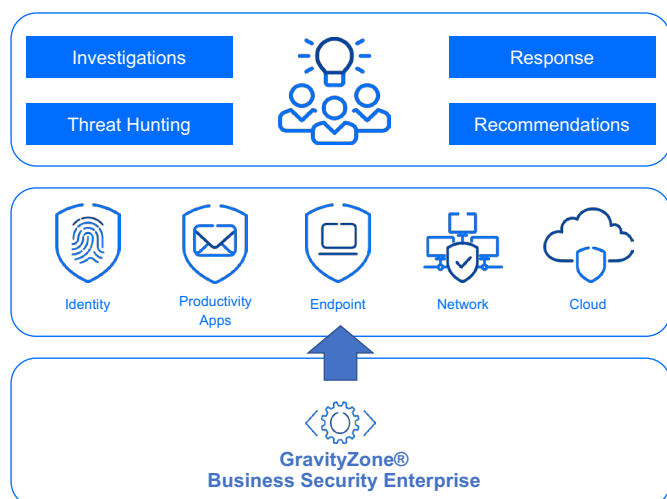 Investigations
Response
Threat Hunting
Recommendations
Identity
Productivity
Apps
Endpoint
Network
Cloud
GravityZone®
Business Security Enterprise